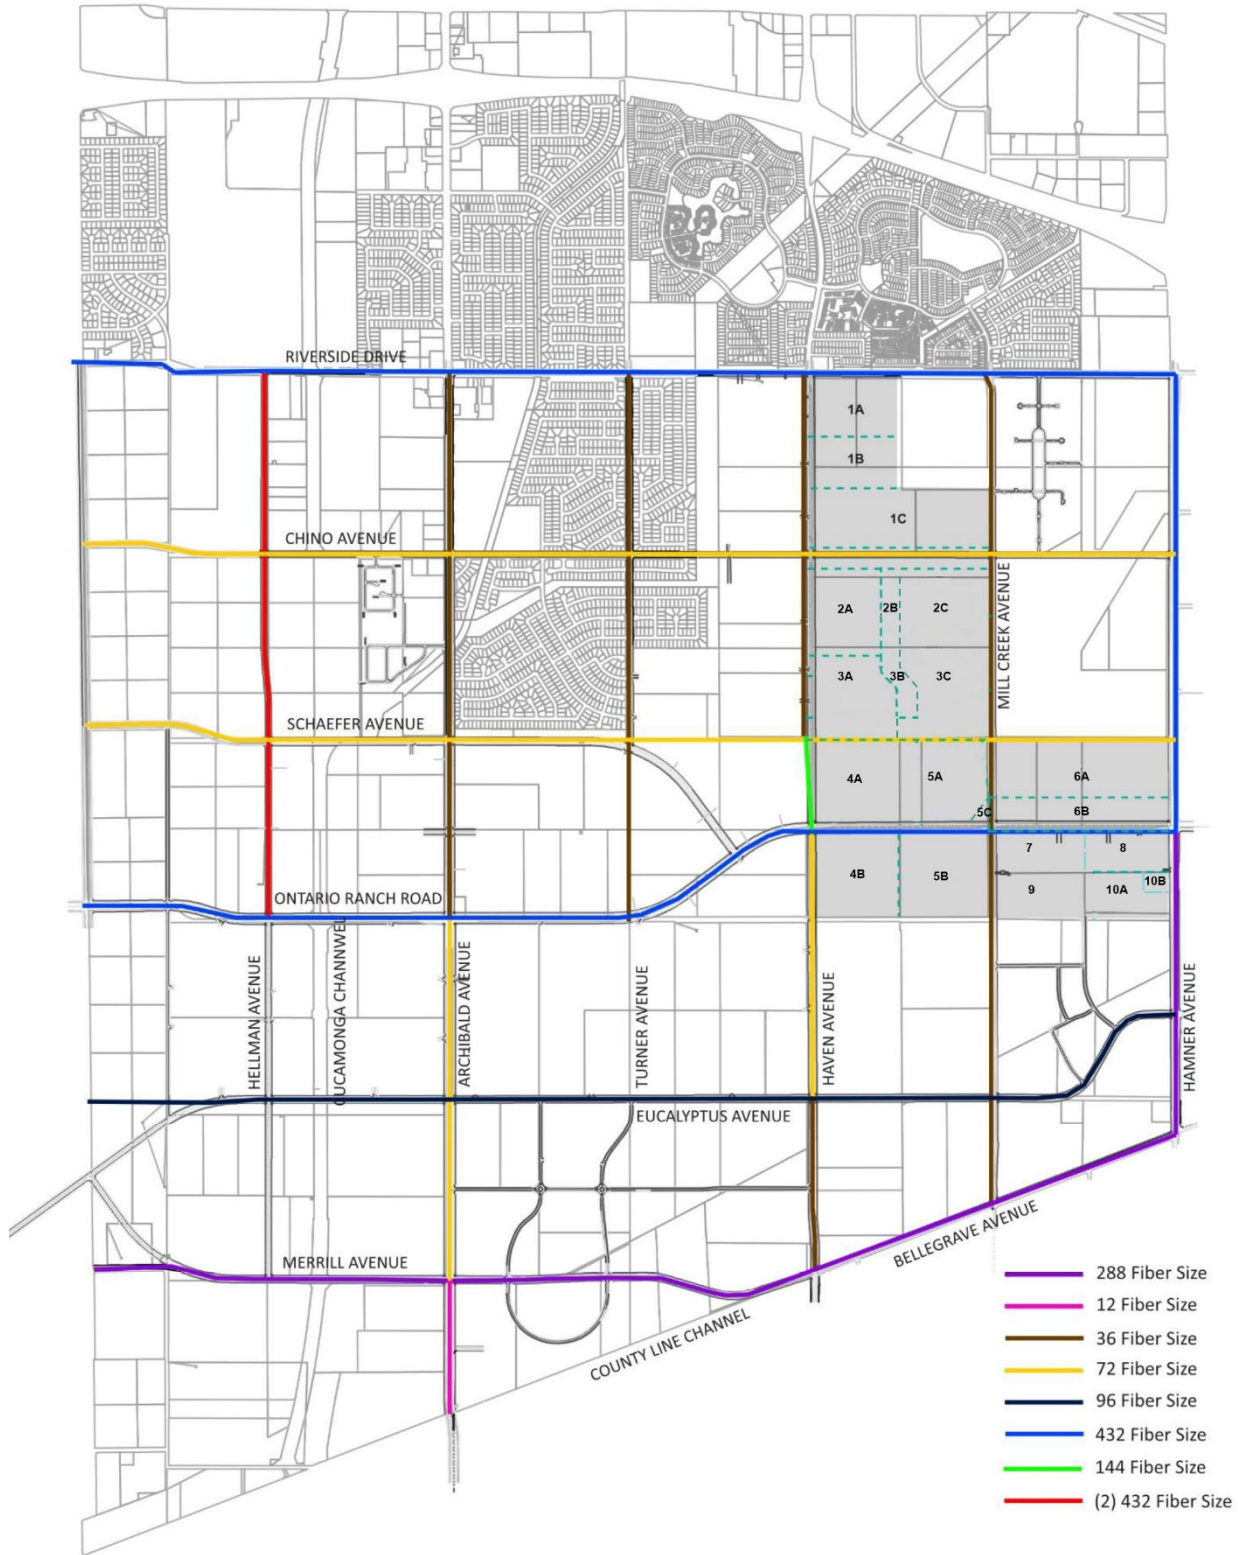 RIVERSIDE DRIVE
1A
1B
1C
CHINO AVENUE
MILL CREEK AVENUE
2A
2B
2C
3A
3B
3C
SCHAEFER AVENUE
4A
5A
6A
5C
6B
7
8
4B
5B
9
10A
10B
ONTARIO RANCH ROAD
HELLMAN AVENUE
CUCAMONGA CHANNWEL
ARCHIBALD AVENUE
TURNER AVENUE
HAVEN AVENUE
HAMNER AVENUE
EUCALYPTUS AVENUE
MERRILL AVENUE
BELLEGRAVE AVENUE
COUNTY LINE CHANNEL
288 Fiber Size
12 Fiber Size
36 Fiber Size
72 Fiber Size
96 Fiber Size
432 Fiber Size
144 Fiber Size
(2) 432 Fiber Size